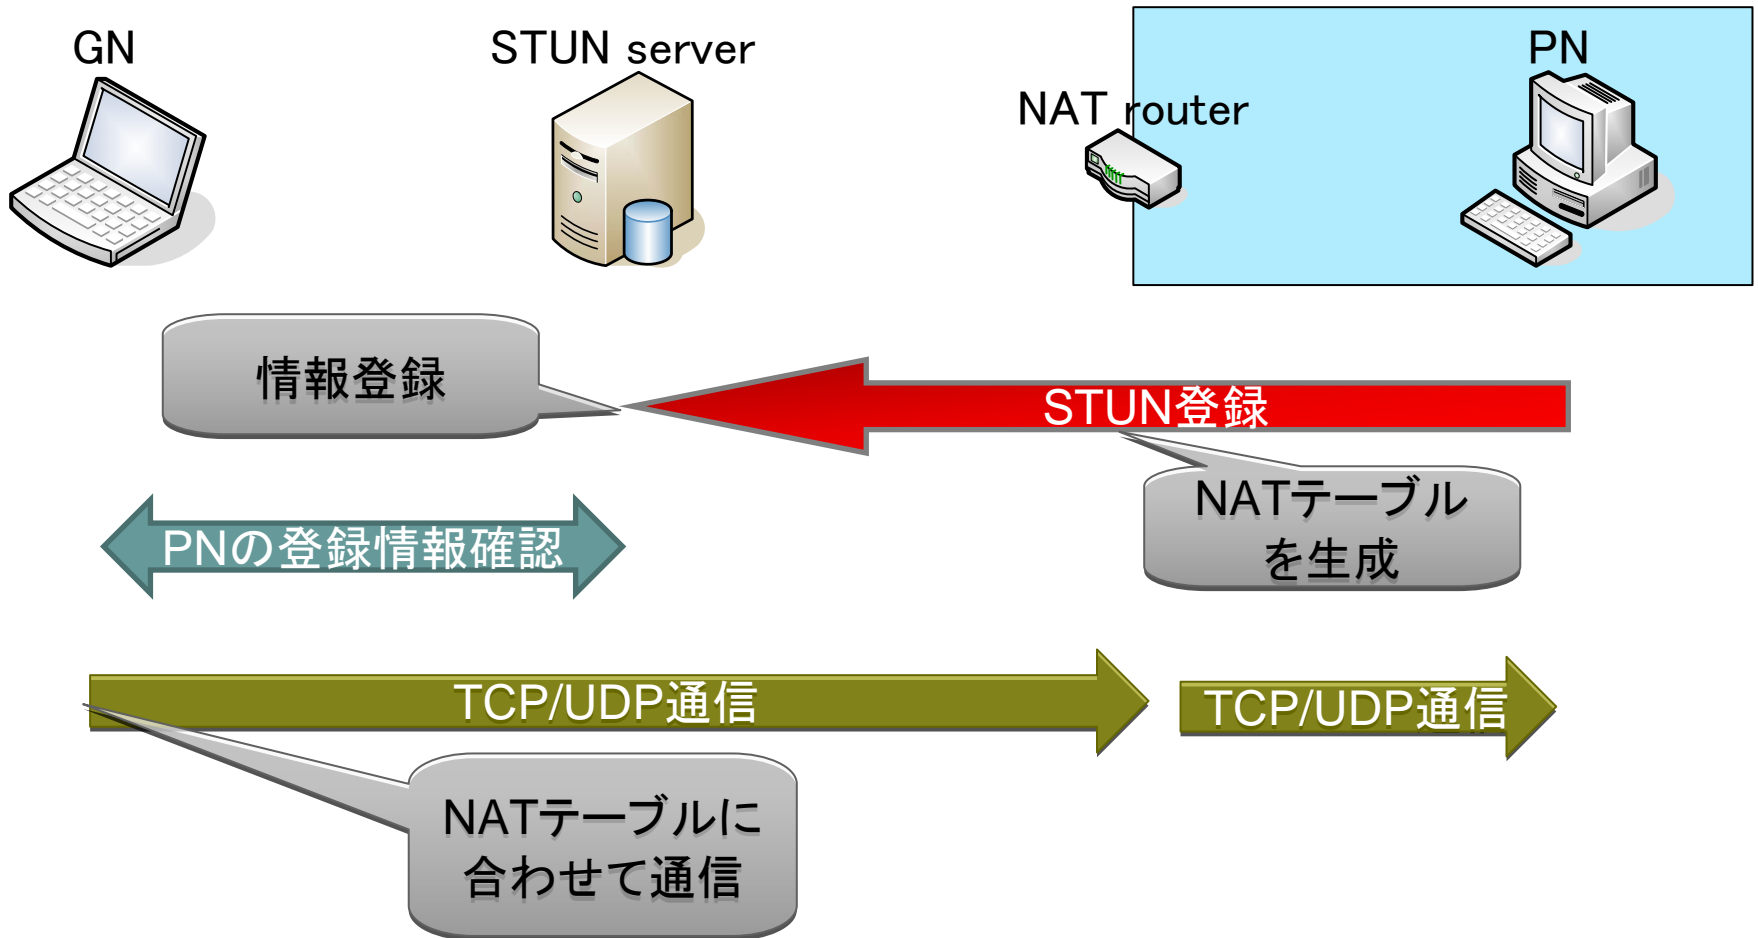 GN
STUN server
NAT router
PN
情報登録
STUN登録
NATテーブル
を生成
PNの登録情報確認
TCP/UDP通信
TCP/UDP通信
NATテーブルに
合わせて通信